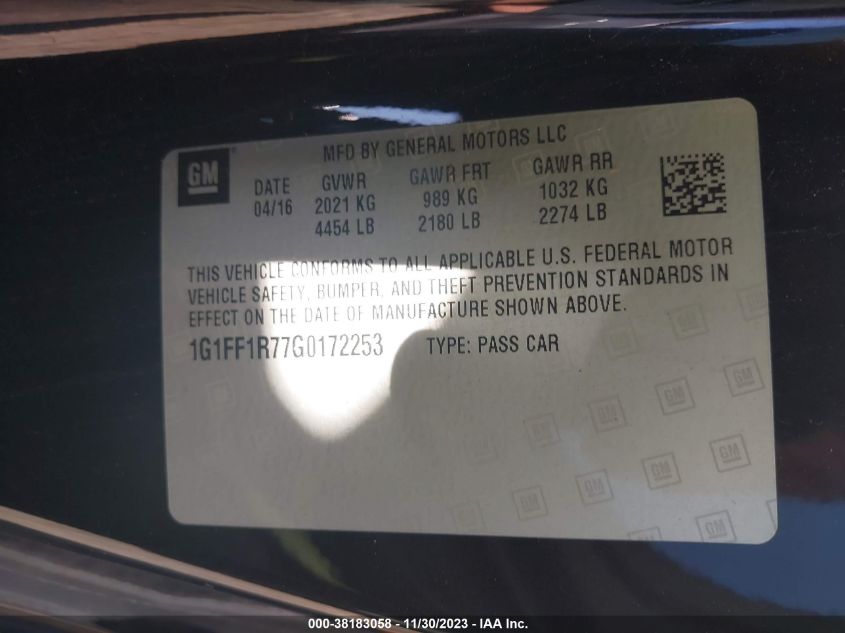 MFD BY GENERAL MOTORS LLC
GM
DATE GVWR GAWR FRT GAWR RR
04/16 2021 KG 989 KG 1032 KG
4454 LB 2180 LB 2274 LB
THIS VEHICLE CONFORMS TO ALL APPLICABLE U.S. FEDERAL MOTOR
VEHICLE SAFETY, BUMPER, AND THEFT PREVENTION STANDARDS IN
EFFECT ON THE DATE OF MANUFACTURE SHOWN ABOVE.
1G1FF1R77G0172253 TYPE: PASS CAR
000-38183058 - 11/30/2023 - IAA Inc.